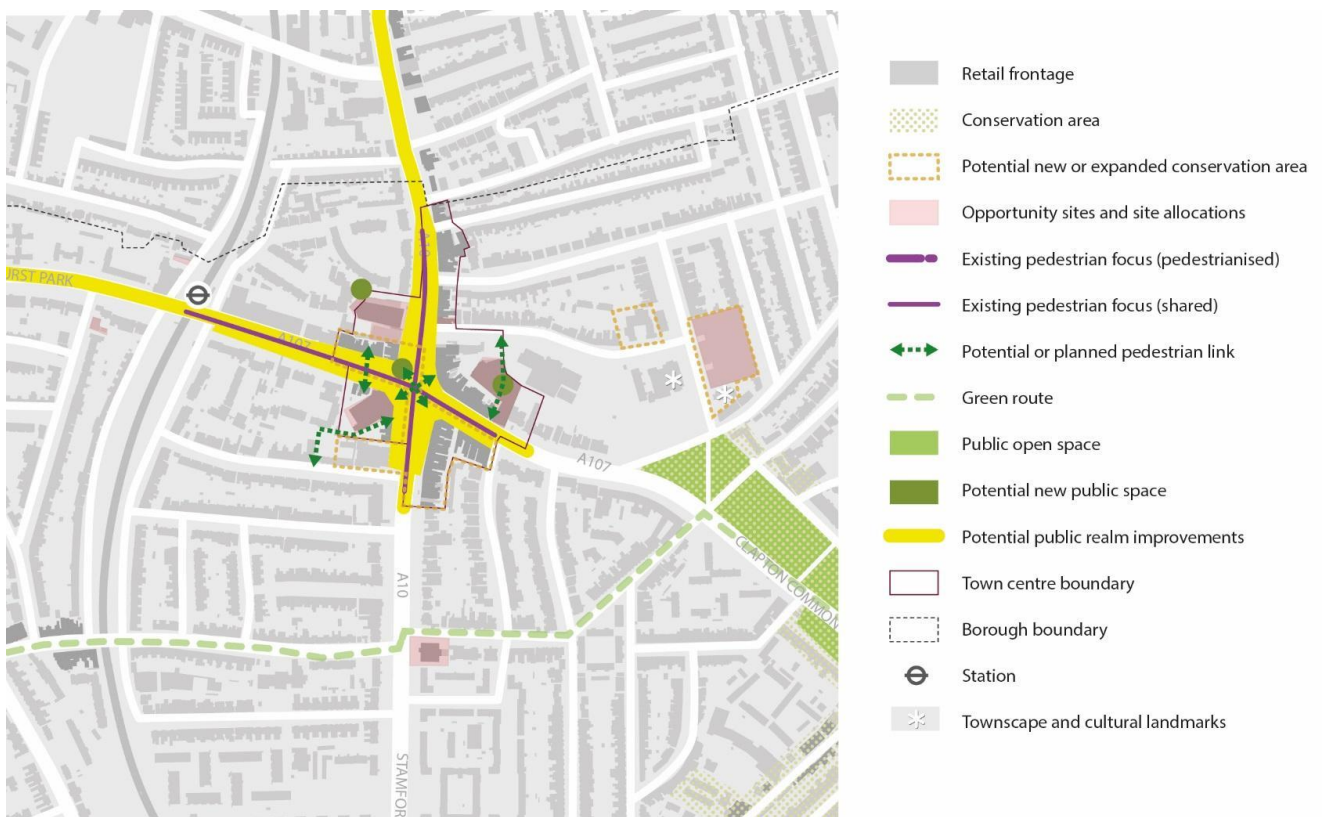 URST PARK
A10
A107
A107
CLAPTON COMMON
A10
STAMFOR
Retail frontage
Conservation area
Potential new or expanded conservation area
Opportunity sites and site allocations
Existing pedestrian focus (pedestrianised)
Existing pedestrian focus (shared)
Potential or planned pedestrian link
Green route
Public open space
Potential new public space
Potential public realm improvements
Town centre boundary
Borough boundary
Station
Townscape and cultural landmarks